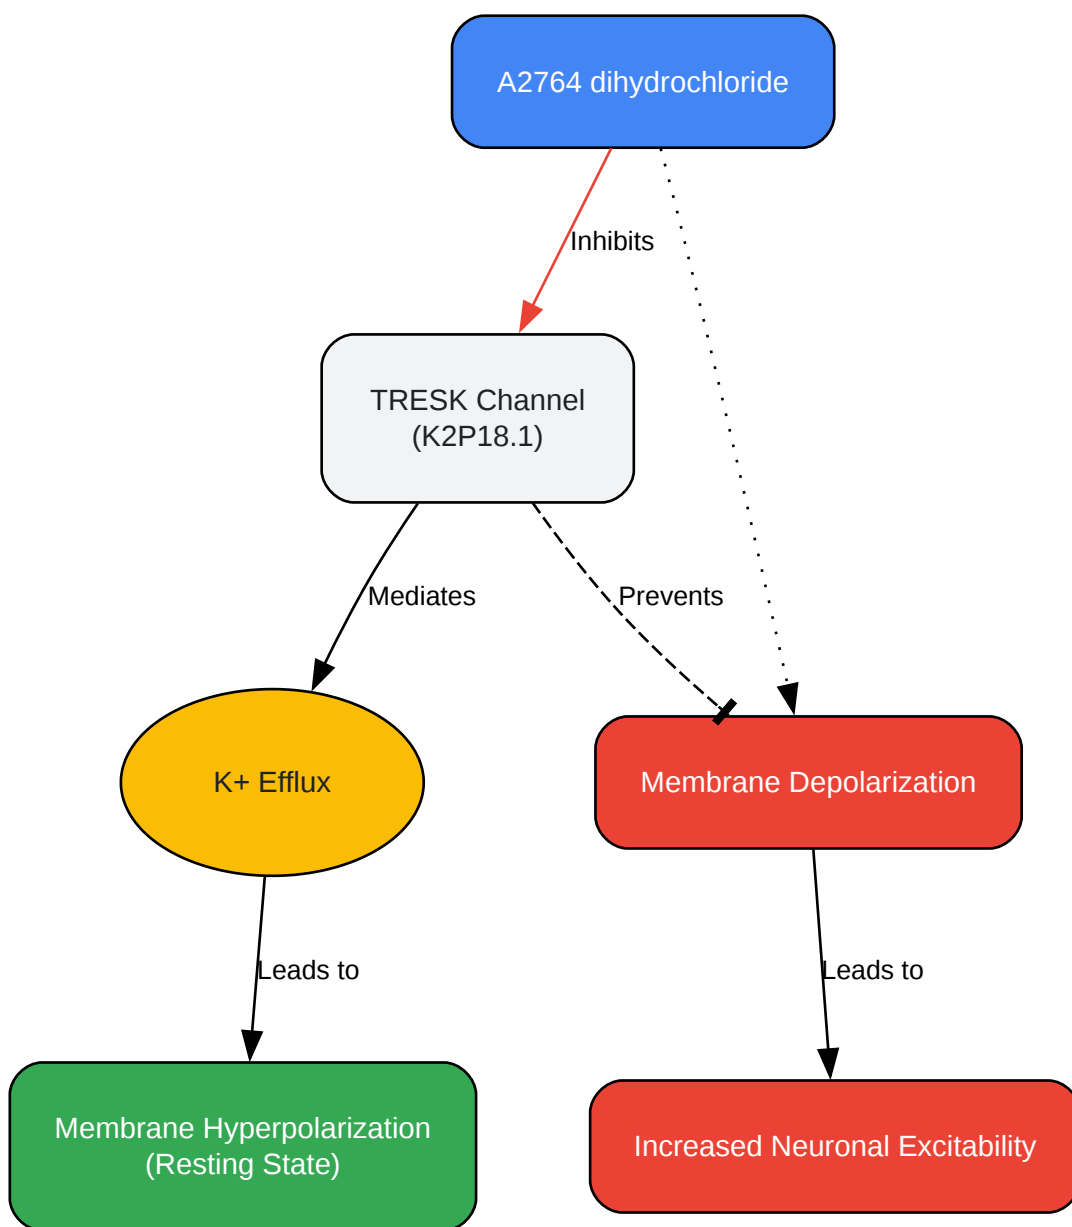 A2764 dihydrochloride
Inhibits
TRESK Channel
(K2P18.1)
Mediates
Prevents
K+ Efflux
Membrane Depolarization
Leads to
Leads to
Membrane Hyperpolarization
(Resting State)
Increased Neuronal Excitability